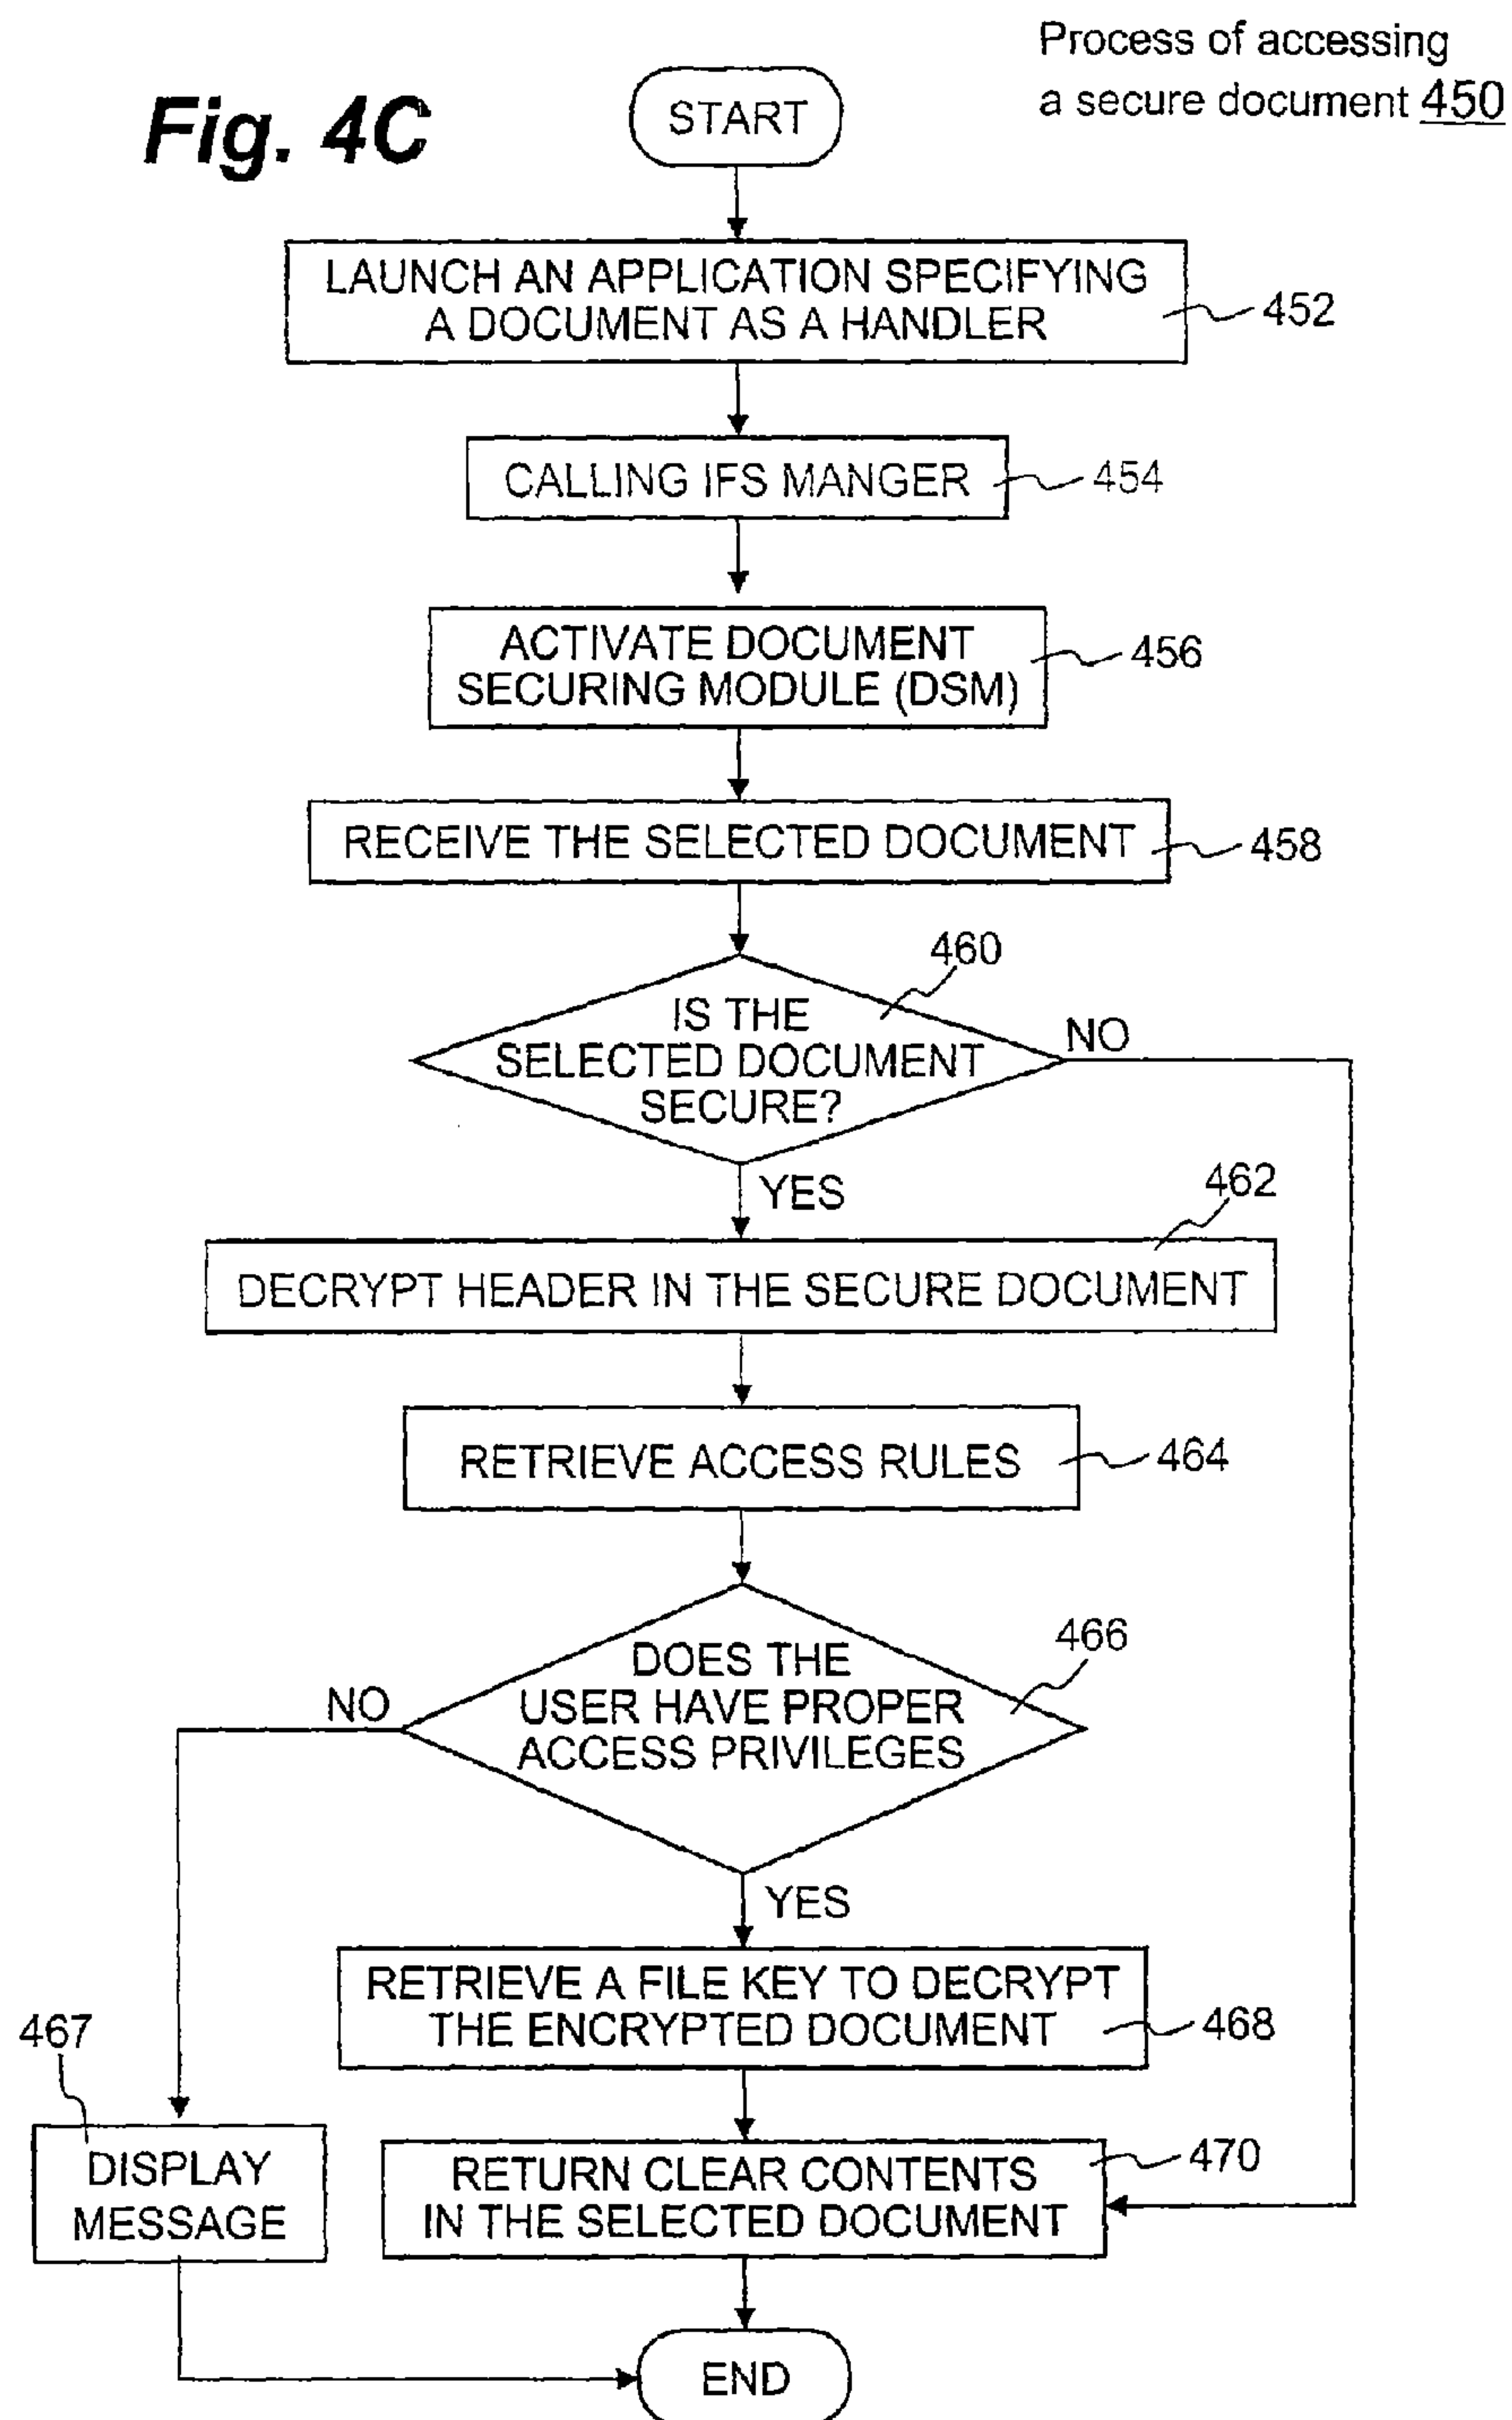 Process of accessing
a secure document 450
Fig. 4C
START
LAUNCH AN APPLICATION SPECIFYING
A DOCUMENT AS A HANDLER
452
CALLING IFS MANGER
454
ACTIVATE DOCUMENT
SECURING MODULE (DSM)
456
RECEIVE THE SELECTED DOCUMENT
458
460
IS THE
SELECTED DOCUMENT
SECURE?
NO
YES
462
DECRYPT HEADER IN THE SECURE DOCUMENT
RETRIEVE ACCESS RULES
464
466
DOES THE
USER HAVE PROPER
ACCESS PRIVILEGES
NO
YES
RETRIEVE A FILE KEY TO DECRYPT
THE ENCRYPTED DOCUMENT
468
467
DISPLAY
MESSAGE
RETURN CLEAR CONTENTS
IN THE SELECTED DOCUMENT
470
END